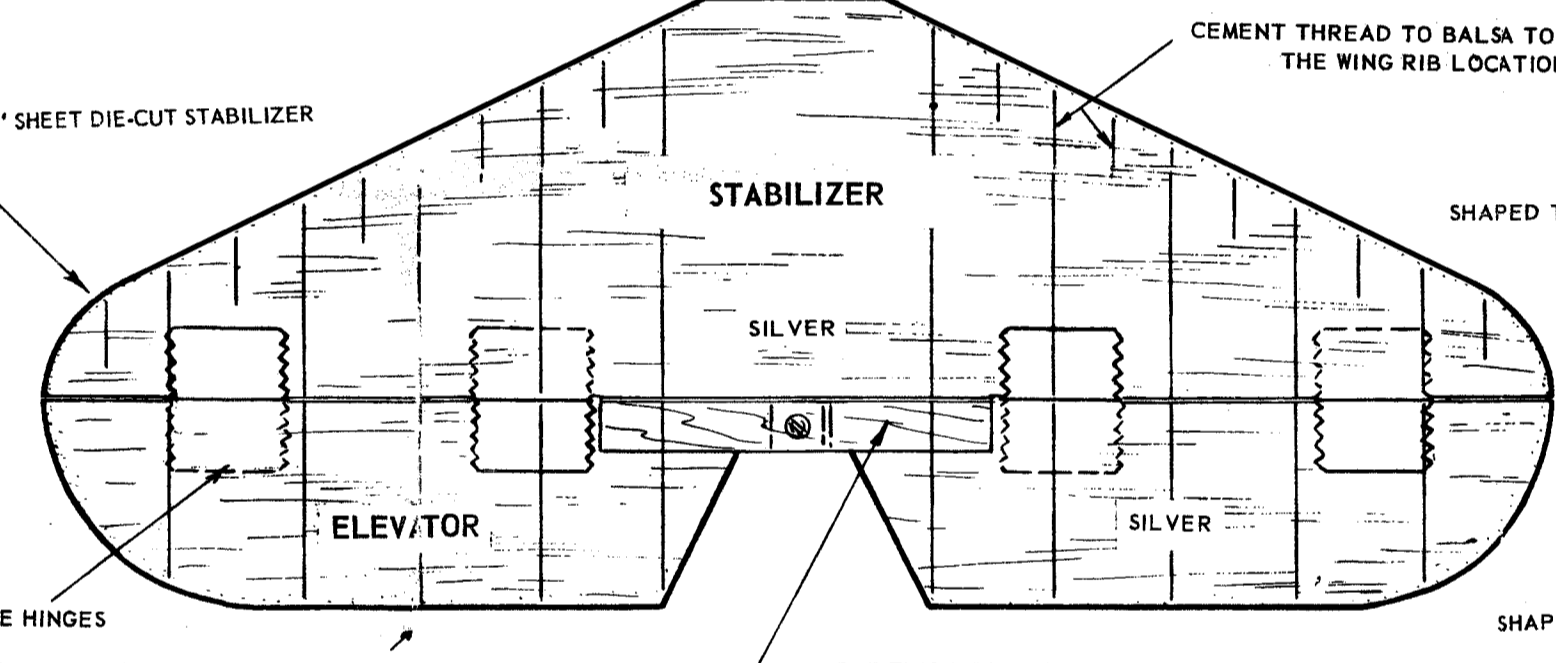 CEMENT THREAD TO BALSA TO
THE WING RIB LOCATIO
' SHEET DIE-CUT STABILIZER
STABILIZER
SHAPED
SILVER
ELEVATOR
SILVER
E HINGES
SHAP